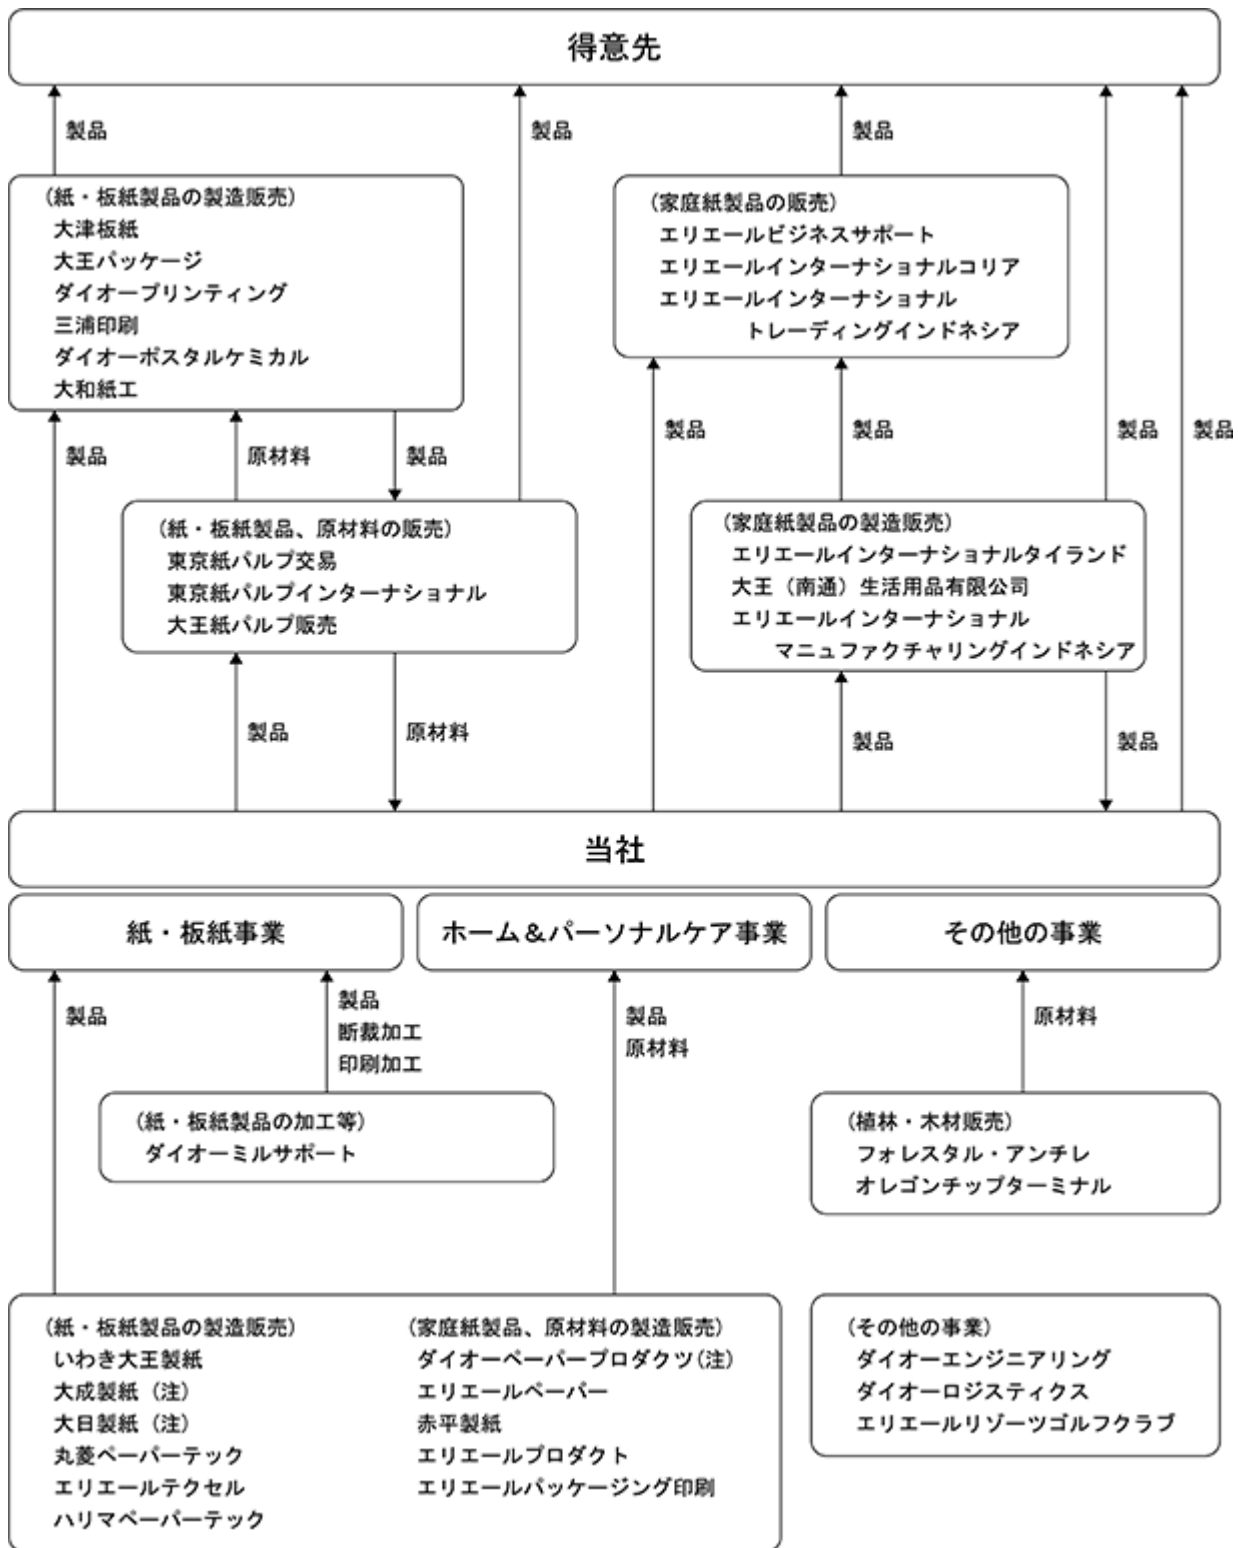 得意先
製品
製品
製品
製品
製品
(紙・板紙製品の製造販売)
大津板紙
大王パッケージ
ダイオープリンティング
三浦印刷
ダイオーポスタルケミカル
大和紙工
(家庭紙製品の販売)
エリエールビジネスサポート
エリエールインターナショナルコリア
エリエールインターナショナル
トレーディングインドネシア
製品
原材料
製品
製品
製品
(紙・板紙製品、原材料の販売)
東京紙パルプ交易
東京紙パルプインターナショナル
大王紙パルプ販売
(家庭紙製品の製造販売)
エリエールインターナショナルタイランド
大王（南通）生活用品有限公司
エリエールインターナショナル
マニュファクチャリングインドネシア
製品
原材料
製品
製品
当社
紙・板紙事業
ホーム＆パーソナルケア事業
その他の事業
製品
製品
断裁加工
印刷加工
製品
原材料
原材料
(紙・板紙製品の加工等)
ダイオーミルサポート
(植林・木材販売)
フォレスタル・アンチレ
オレゴンチップターミナル
(紙・板紙製品の製造販売)
いわき大王製紙
大成製紙（注）
大日製紙（注）
丸菱ペーパーテック
エリエールテクセル
ハリマペーパーテック
(家庭紙製品、原材料の製造販売)
ダイオーペーパープロダクツ(注)
エリエールペーパー
赤平製紙
エリエールプロダクト
エリエールパッケージング印刷
(その他の事業)
ダイオーエンジニアリング
ダイオーロジスティクス
エリエールリゾーツゴルフクラブ